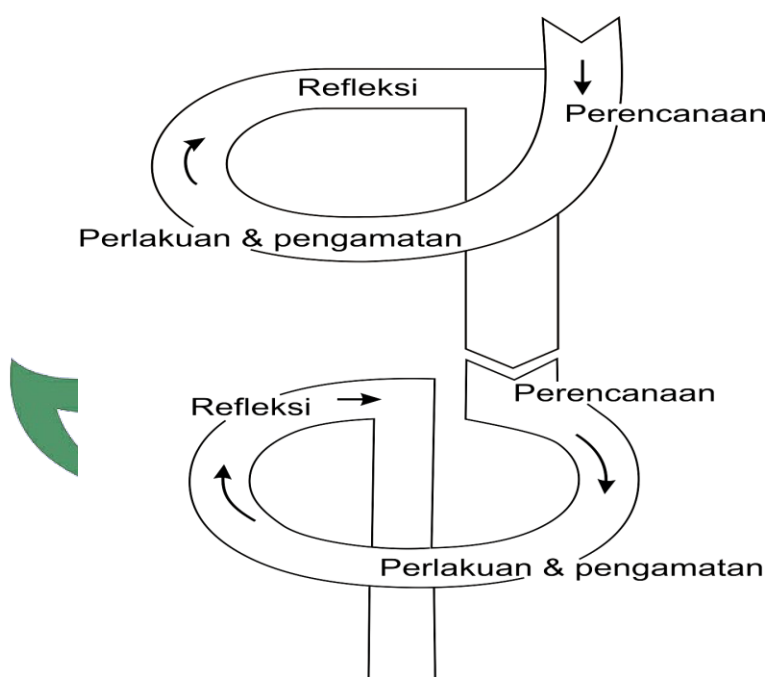 Refleksi
Perencanaan
Perlakuan & pengamatan
Perencanaan
Refleksi
Perlakuan & pengamatan